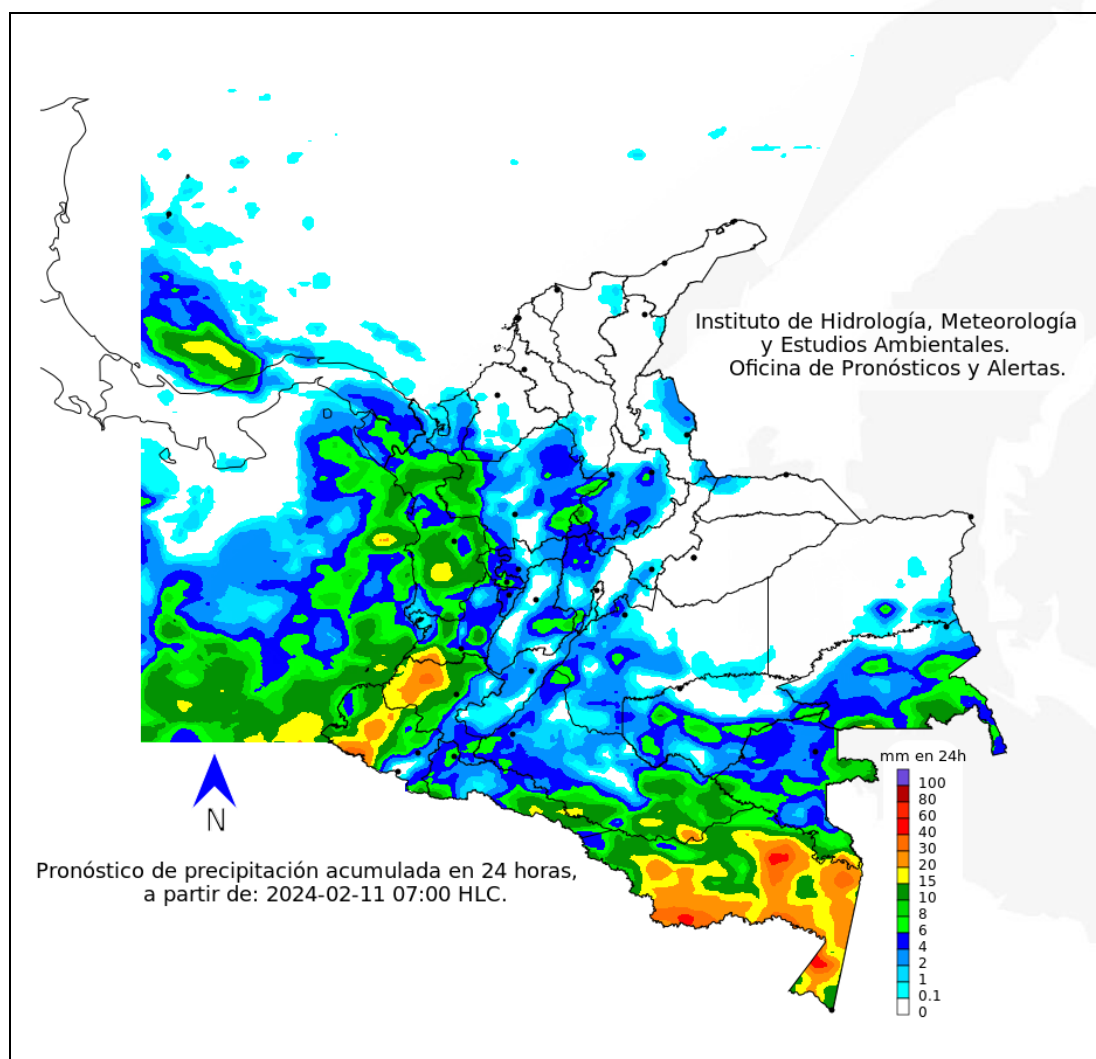 Instituto de Hidrología, Meteorología
y Estudios Ambientales.
Oficina de Pronósticos y Alertas.
mm en 24h
100
80
60
40
30
20
15
10
8
6
4
2
1
0.1
0
N
Pronóstico de precipitación acumulada en 24 horas,
a partir de: 2024-02-11 07:00 HLC.